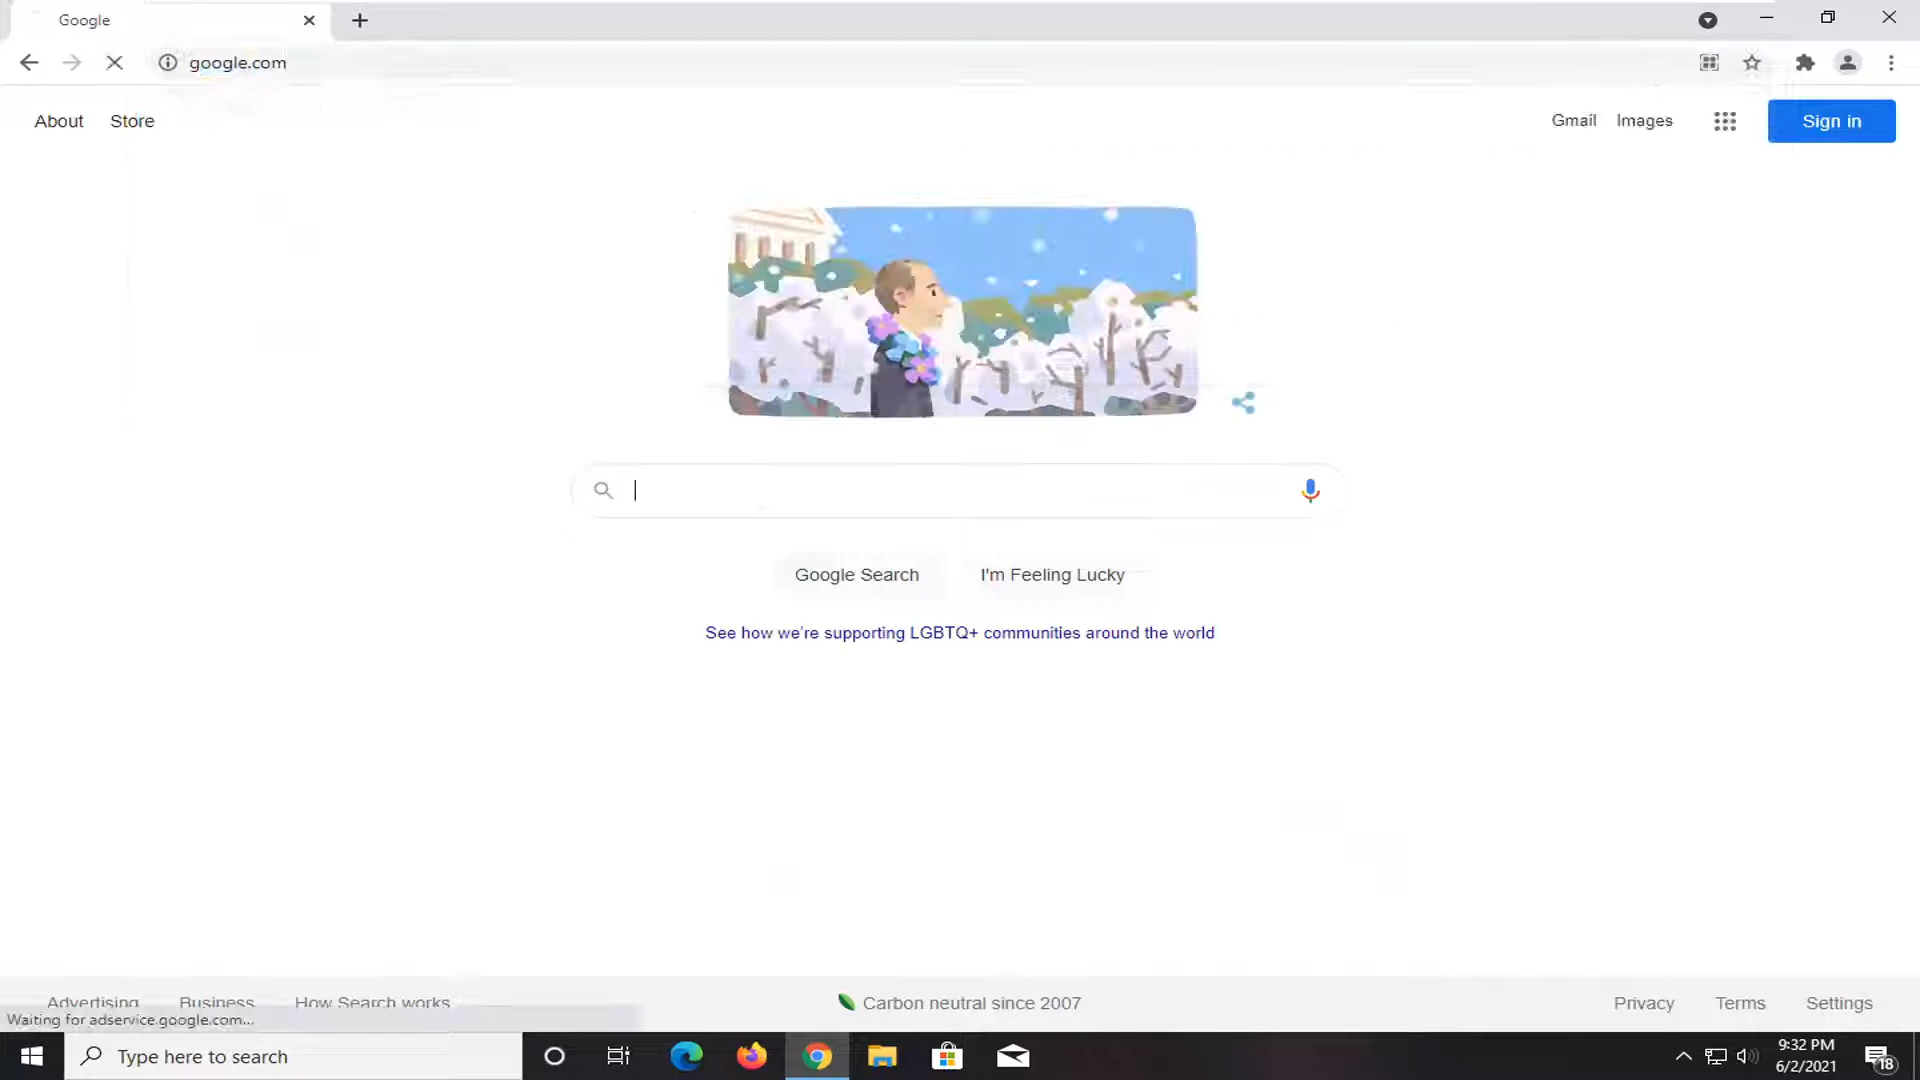 Google
google.com
About Store Gmail Images Sign in
Google Search I'm Feeling Lucky
See how we're supporting LGBTQ+ communities around the world
Advertising Business How Search works Carbon neutral since 2007 Privacy Terms Settings
Waiting for adservice.google.com...
Type here to search
9:32 PM
6/2/2021
18